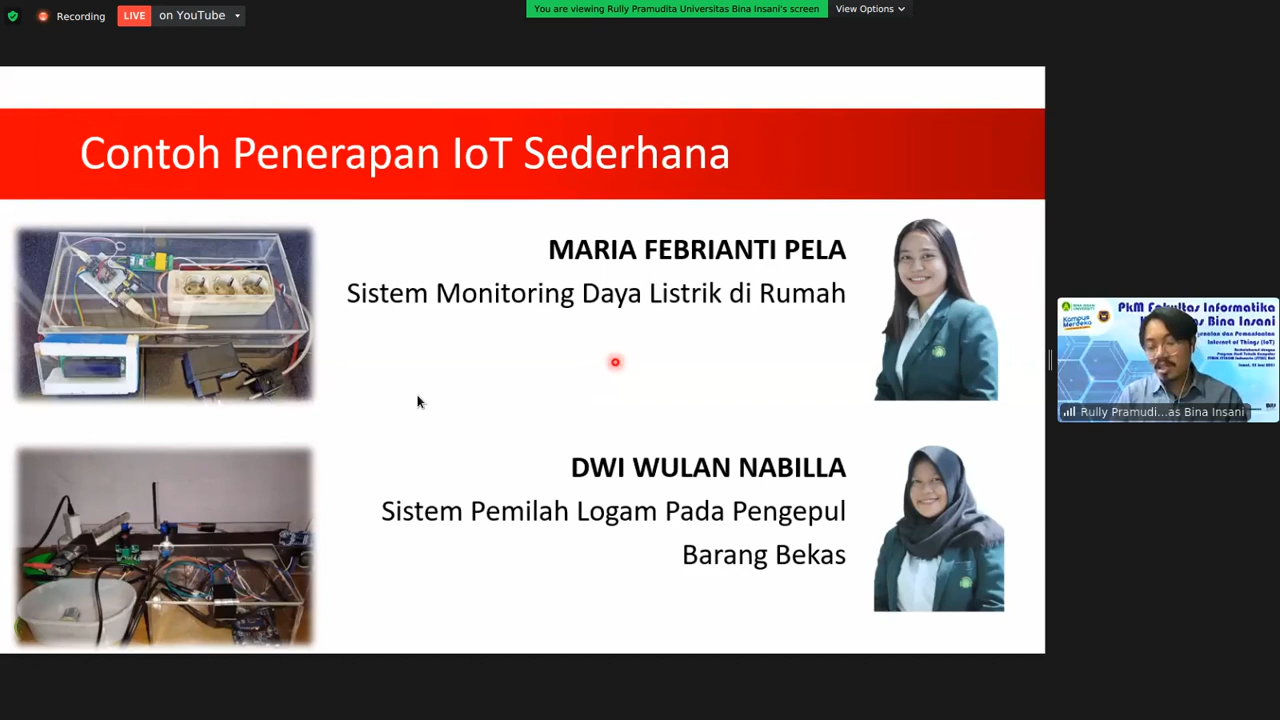 Recording
LIVE on YouTube
You are viewing Rully Pramudita Universitas Bina Insani's screen
View Options
Contoh Penerapan IoT Sederhana
MARIA FEBRIANTI PELA
Sistem Monitoring Daya Listrik di Rumah
DWI WULAN NABILLA
Sistem Pemilah Logam Pada Pengepul
Barang Bekas
PkM Fakultas Informatika
Bina Insani
Internet of Things (IoT)
Kampus
Merdeka
Rully Pramudi...as Bina Insani